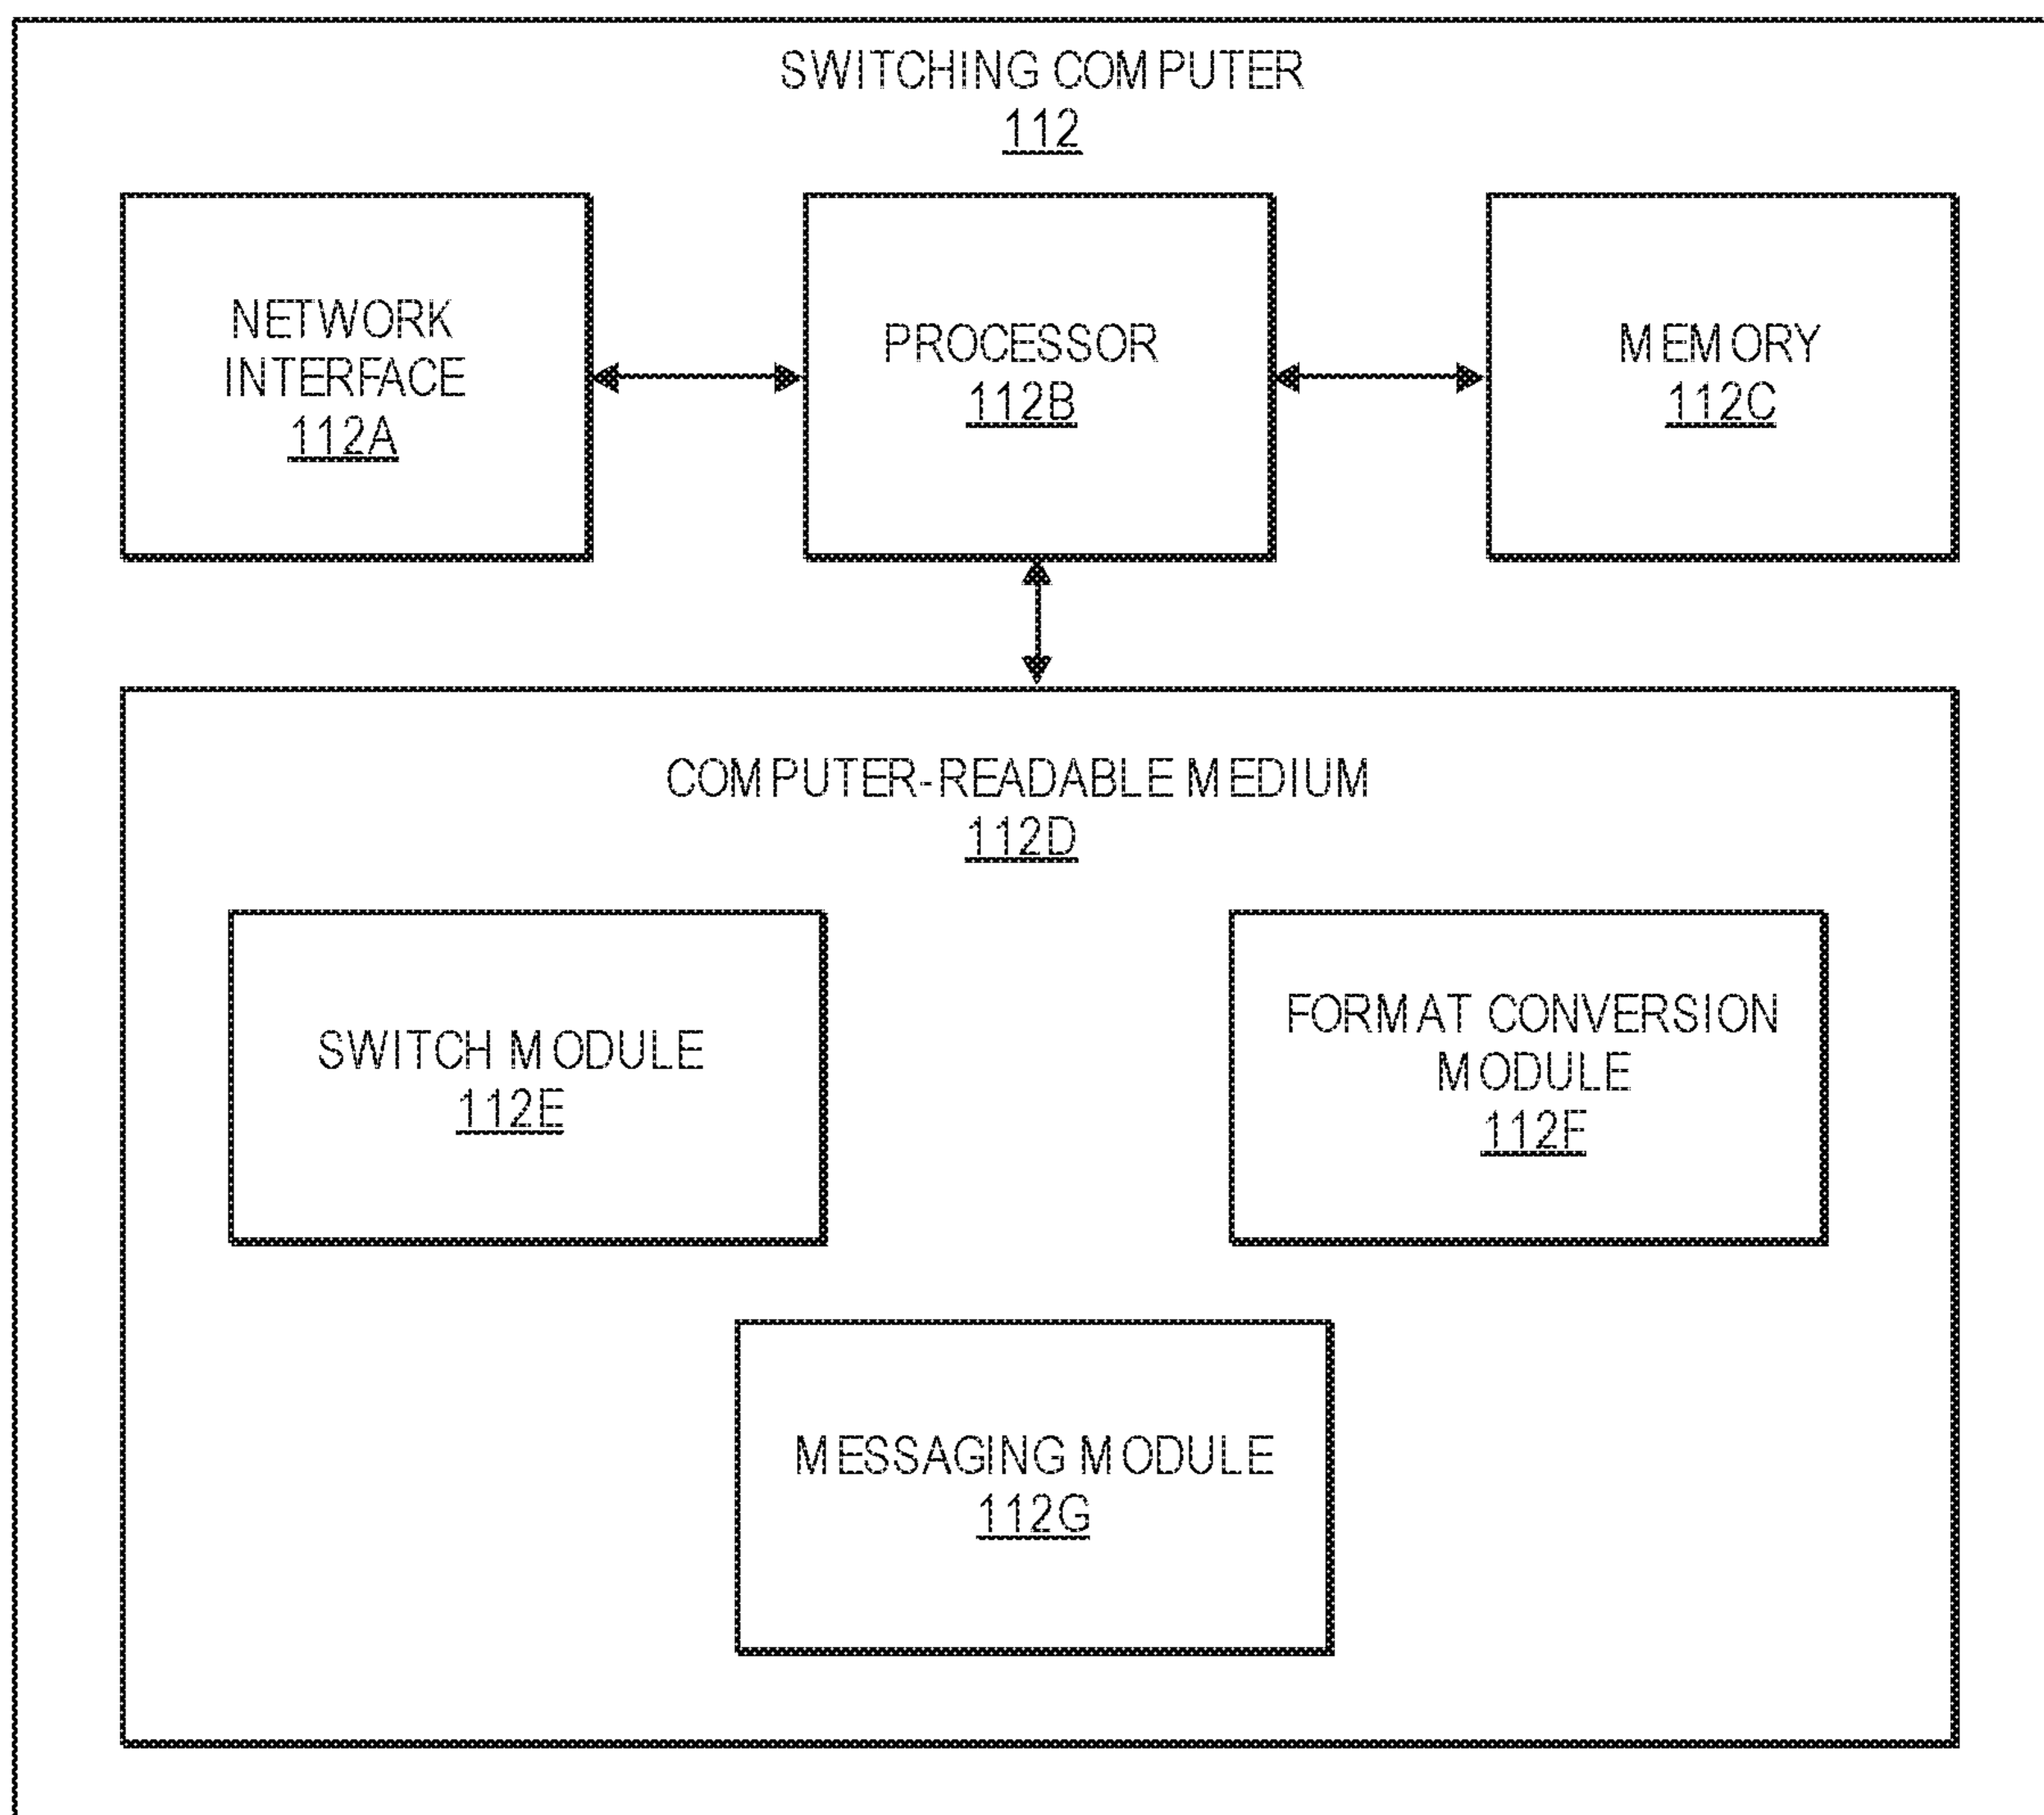 SWITCHING COMPUTER
112
NETWORK
INTERFACE
112A
PROCESSOR
112B
MEMORY
112C
COMPUTER-READABLE MEDIUM
112D
SWITCH MODULE
112E
FORMAT CONVERSION
MODULE
112F
MESSAGING MODULE
112G